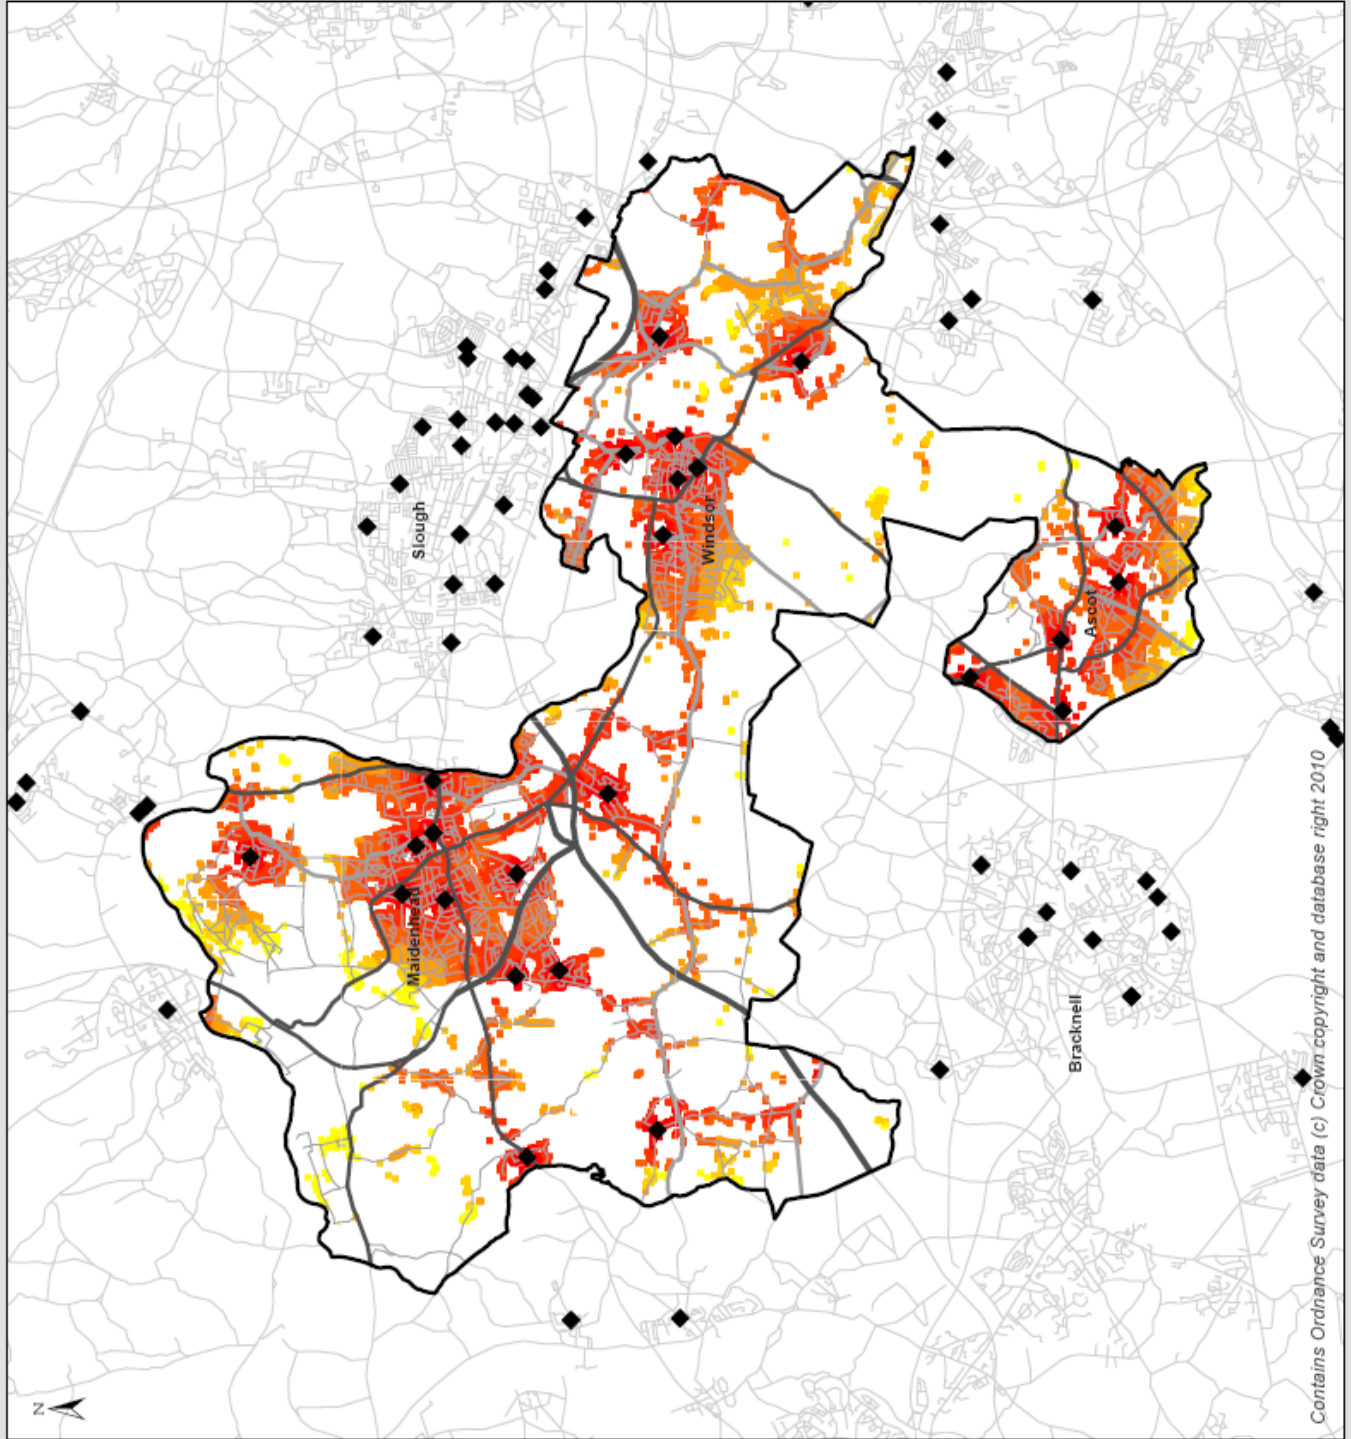 N
Slough
Windsor
Maidenhead
Ascot
Bracknell
Contains Ordnance Survey data (c) Crown copyright and database right 2010